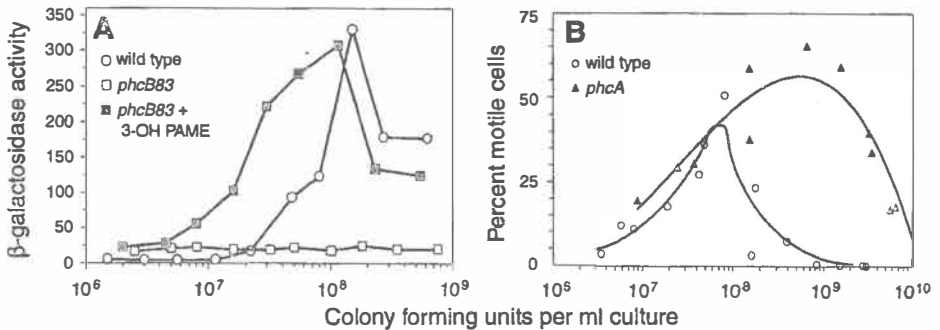 A
β-galactosidase activity
350
300
250
200
150
100
50
0
wild type
phcB83
phcB83 +
3-OH PAME
10⁶
10⁷
10⁸
10⁹
B
Percent motile cells
75
50
25
0
wild type
phcA
10⁶
10⁷
10⁸
10⁹
10¹⁰
Colony forming units per ml culture